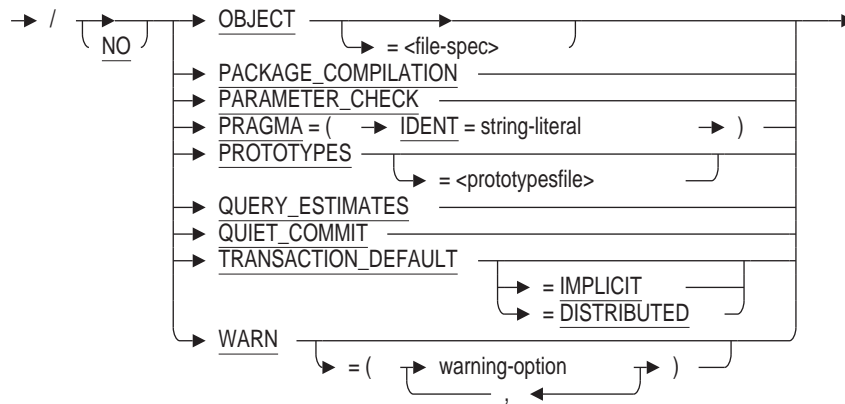 / NO OBJECT
= <file-spec>
PACKAGE_COMPILATION
PARAMETER_CHECK
PRAGMA = ( IDENT = string-literal )
PROTOTYPES
= <prototypesfile>
QUERY_ESTIMATES
QUIET_COMMIT
TRANSACTION_DEFAULT
= IMPLICIT
= DISTRIBUTED
WARN
= ( warning-option )
,